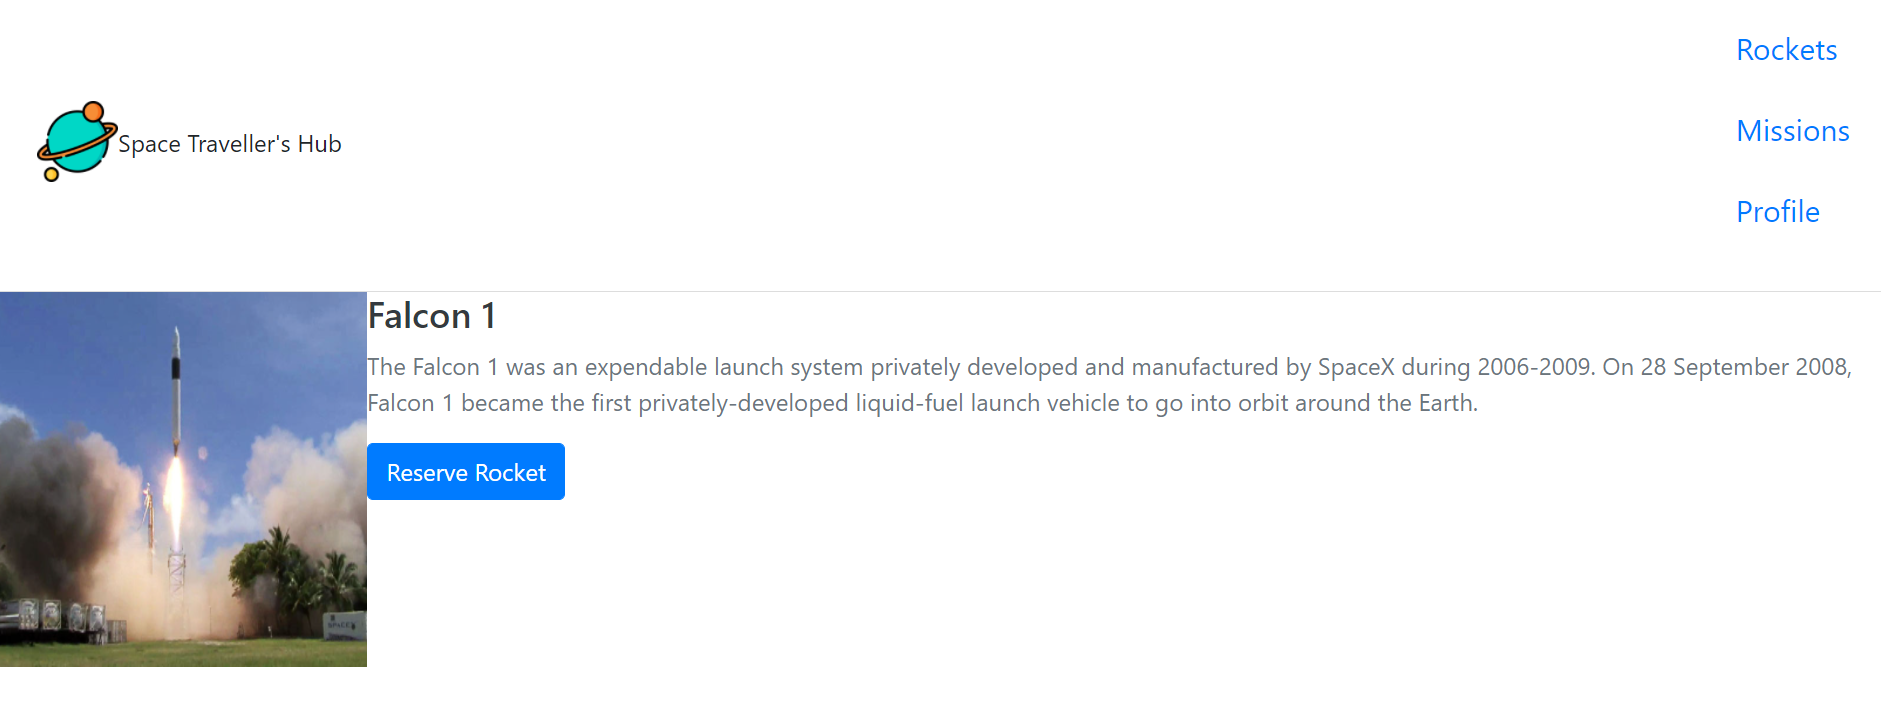 Rockets
Missions
Space Traveller's Hub
Profile
Falcon 1
The Falcon 1 was an expendable launch system privately developed and manufactured by SpaceX during 2006-2009. On 28 September 2008,
Falcon 1 became the first privately-developed liquid-fuel launch vehicle to go into orbit around the Earth.
Reserve Rocket